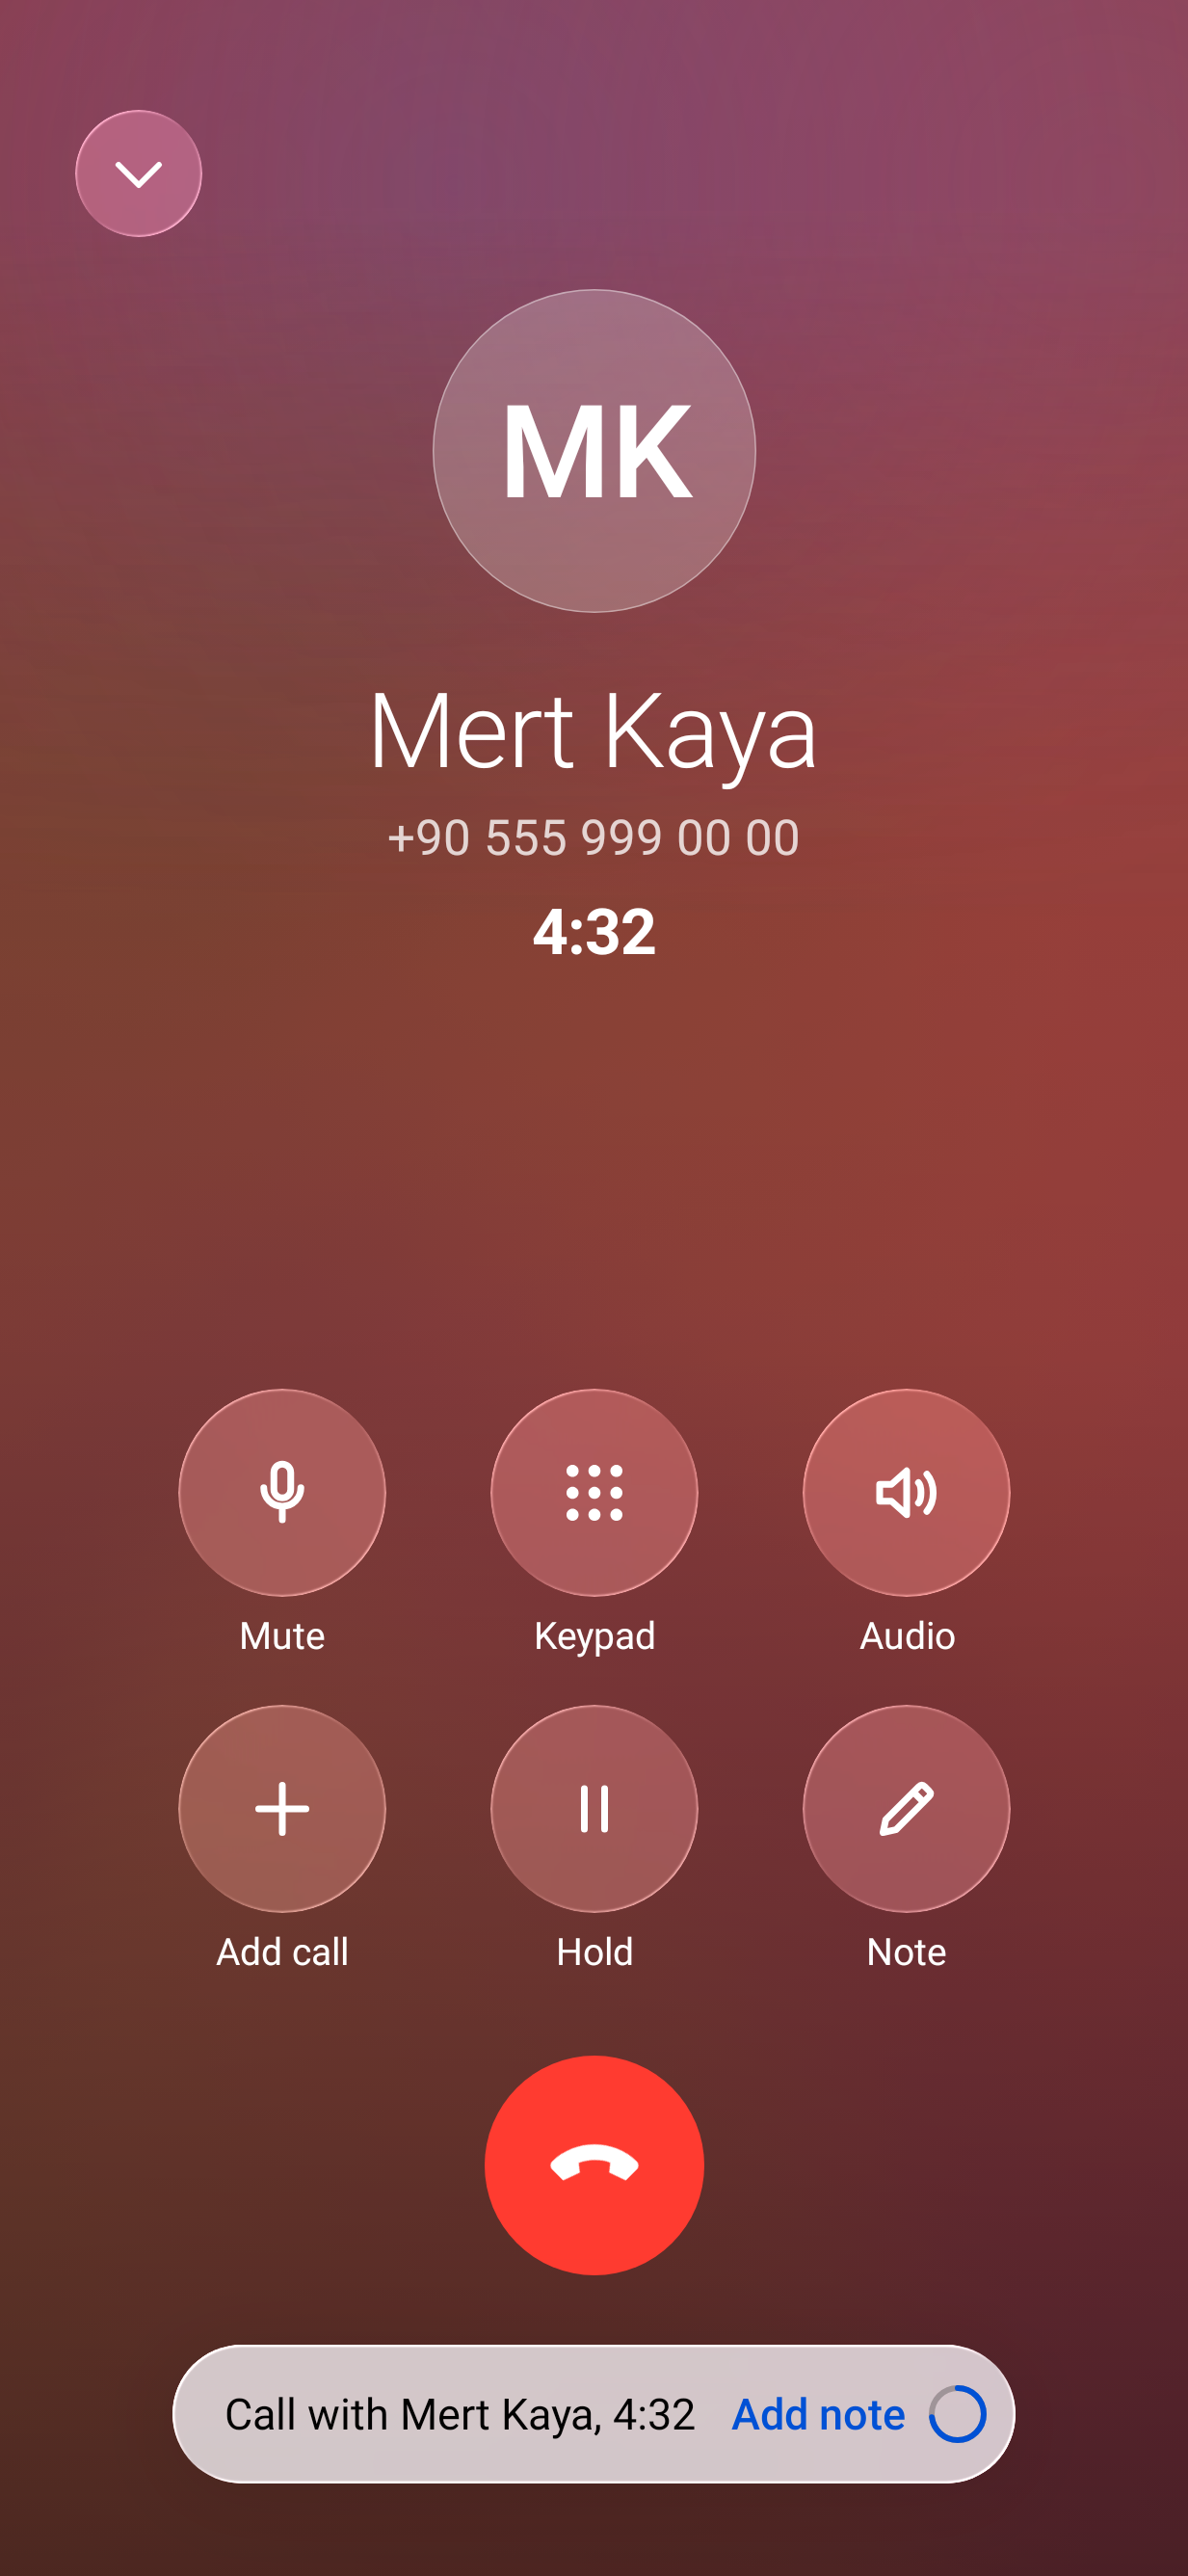 MK
Mert Kaya
+90 555 999 00 00
4:32
Mute Keypad Audio
Add call Hold Note
Call with Mert Kaya, 4:32 Add note